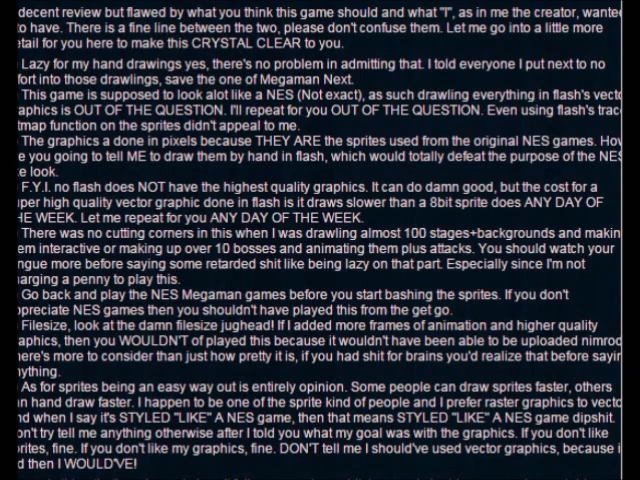 decent review but flawed by what you think this game should and what "I", as in me the creator, wante
to have. There is a fine line between the two, please don't confuse them. Let me go into a little more
etail for you here to make this CRYSTAL CLEAR to you.
Lazy for my hand drawings yes, there's no problem in admitting that. I told everyone I put next to no
fort into those drawlings, save the one of Megaman Next.
This game is supposed to look alot like a NES (Not exact), as such drawling everything in flash's vecto
aphics is OUT OF THE QUESTION. I'll repeat for you OUT OF THE QUESTION. Even using flash's trac
tmap function on the sprites didn't appeal to me.
The graphics a done in pixels because THEY ARE the sprites used from the original NES games. How
e you going to tell ME to draw them by hand in flash, which would totally defeat the purpose of the NES
e look.
F.Y.I. no flash does NOT have the highest quality graphics. It can do damn good, but the cost for a
uper high quality vector graphic done in flash is it draws slower than a 8bit sprite does ANY DAY OF
HE WEEK. Let me repeat for you ANY DAY OF THE WEEK.
There was no cutting corners in this when I was drawling almost 100 stages+backgrounds and makin
em interactive or making up over 10 bosses and animating them plus attacks. You should watch your
ngue more before saying some retarded shit like being lazy on that part. Especially since I'm not
arging a penny to play this.
Go back and play the NES Megaman games before you start bashing the sprites. If you don't
preciate NES games then you shouldn't have played this from the get go.
Filesize, look at the damn filesize jughead! If I added more frames of animation and higher quality
aphics, then you WOULDN'T of played this because it wouldn't have been able to be uploaded nimrod
here's more to consider than just how pretty it is, if you had shit for brains you'd realize that before sayin
nything.
As for sprites being an easy way out is entirely opinion. Some people can draw sprites faster, others
an hand draw faster. I happen to be one of the sprite kind of people and I prefer raster graphics to vecto
nd when I say it's STYLED "LIKE" A NES game, then that means STYLED "LIKE" A NES game dipshit.
on't try tell me anything otherwise after I told you what my goal was with the graphics. If you don't like
prites, fine. If you don't like my graphics, fine. DON'T tell me I should've used vector graphics, because i
d then I WOULD'VE!